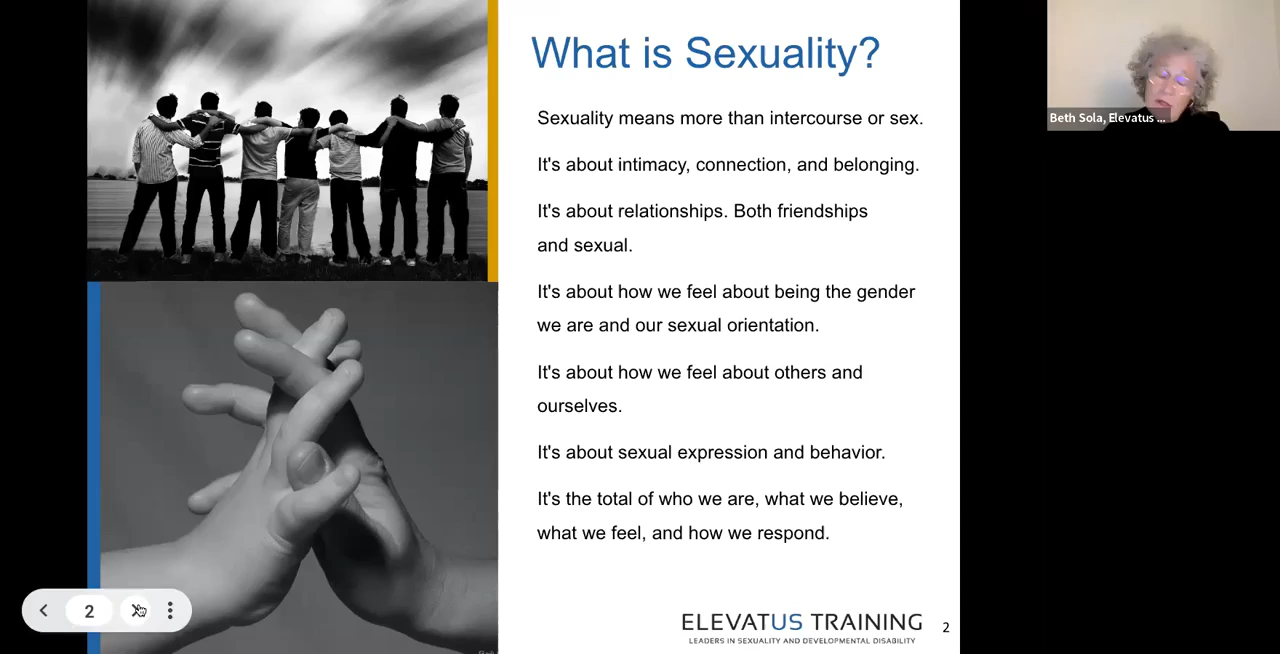 What is Sexuality?
Sexuality means more than intercourse or sex.
It's about intimacy, connection, and belonging.
It's about relationships. Both friendships
and sexual.
It's about how we feel about being the gender
we are and our sexual orientation.
It's about how we feel about others and
ourselves.
It's about sexual expression and behavior.
It's the total of who we are, what we believe,
what we feel, and how we respond.
ELEVATUS TRAINING
LEADERS IN SEXUALITY AND DEVELOPMENTAL DISABILITY
2
2
Beth Sola, Elevatus ...